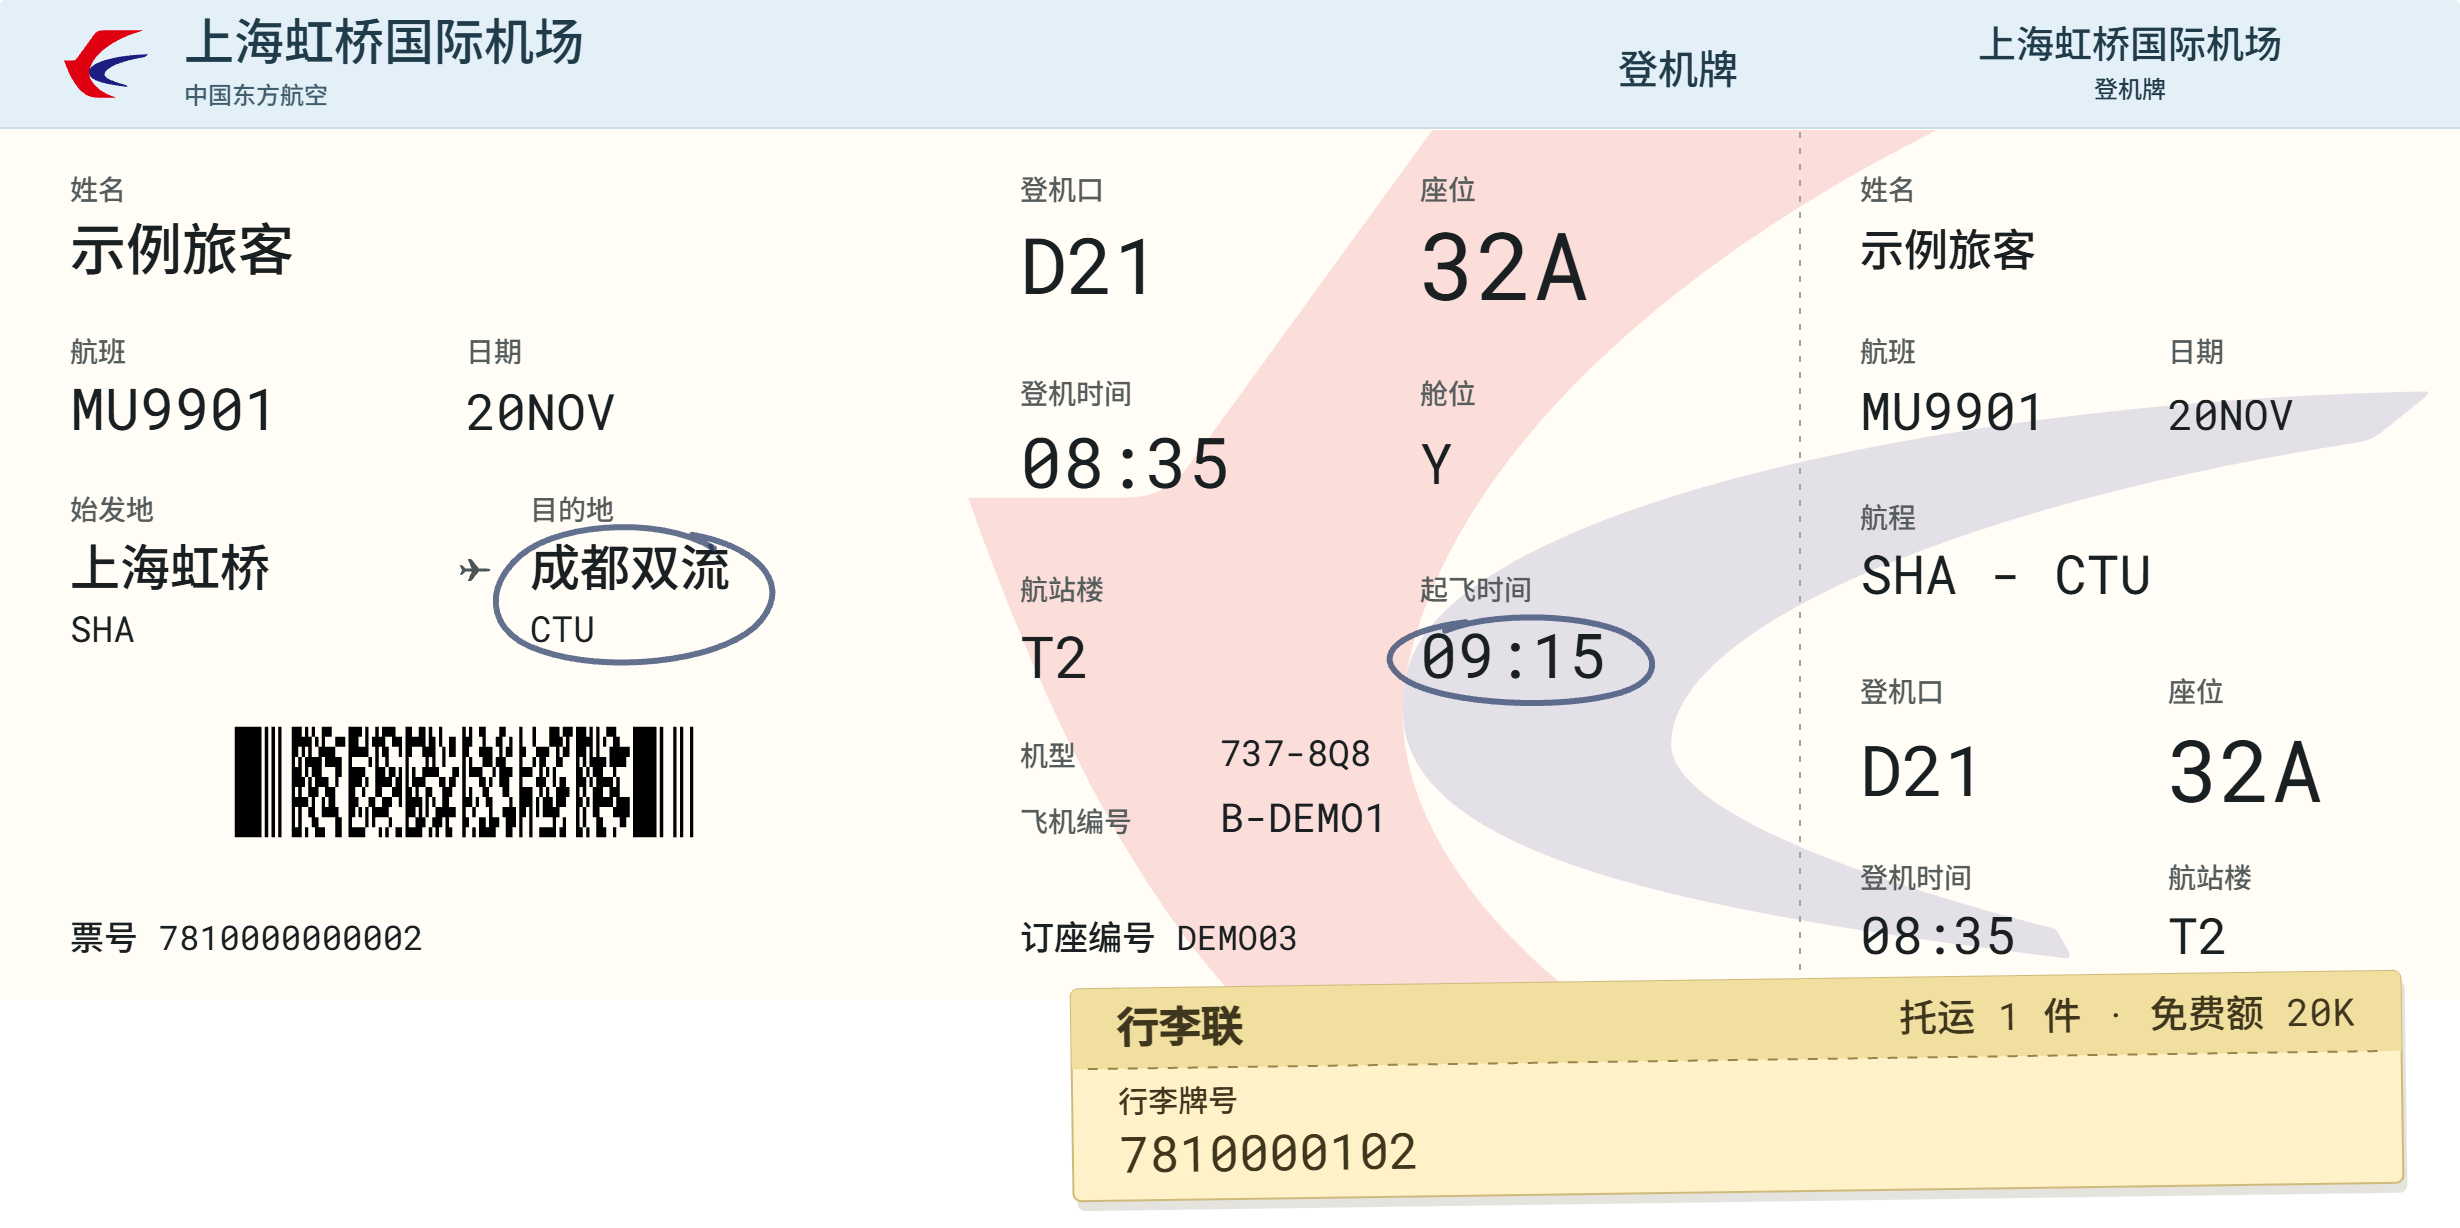 上海虹桥国际机场
中国东方航空
登机牌
上海虹桥国际机场
登机牌
姓名
示例旅客
航班 日期
MU9901 20NOV
始发地 目的地
上海虹桥 成都双流
SHA CTU
票号 7810000000002
登机口 座位
D21 32A
登机时间 舱位
08:35 Y
航站楼 起飞时间
T2 09:15
机型 737-8Q8
飞机编号 B-DEMO1
订座编号 DEMO03
姓名
示例旅客
航班 日期
MU9901 20NOV
航程
SHA - CTU
登机口 座位
D21 32A
登机时间 航站楼
08:35 T2
行李联 托运 1 件 · 免费额 20K
行李牌号
7810000102